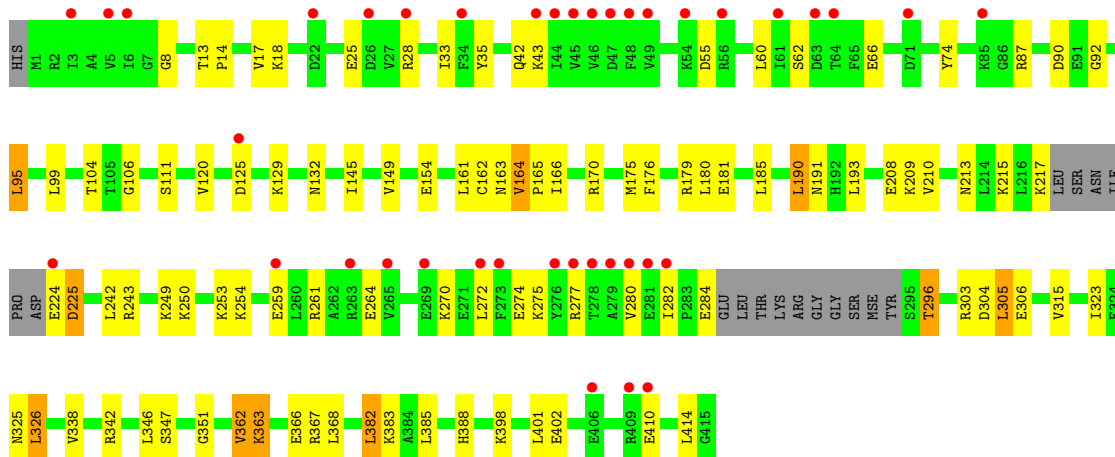 HIS M1 R2 I3 A4 V5 I6 G7 G8 T13 P14 V17 K18 D22 E25 D26 V27 R28 I33 F34 Y35 Q42 K43 I44 V45 V46 D47 F48 V49 K54 D55 R56 L60 I61 S62 D63 T64 F65 E66 D71 Y74 K85 G86 R87 D90 E91 G92
L95 L99 T104 T105 G106 S111 V120 D125 K129 N132 I145 V149 E154 L161 C162 N163 V164 P165 I166 R170 M175 F176 R179 L180 E181 L185 L190 N191 H192 L193 E208 K209 V210 N213 L214 K215 L216 K217 LEU SER ASN ILE
PRO ASP E224 D225 L242 R243 K249 K250 K253 K254 E259 L260 R261 A262 R263 E264 V265 E269 K270 E271 L272 F273 E274 K275 Y276 R277 T278 A279 V280 E281 I282 P283 E284 GLU LEU THR LYS ARG GLY GLY SER MSE TYR S295 T296 R303 D304 L305 E306 V315 I323 E324
N325 L326 V338 R342 L346 S347 G351 V362 K363 E366 R367 L368 L382 K383 A384 L385 H388 K398 L401 E402 E406 R409 E410 L414 G415